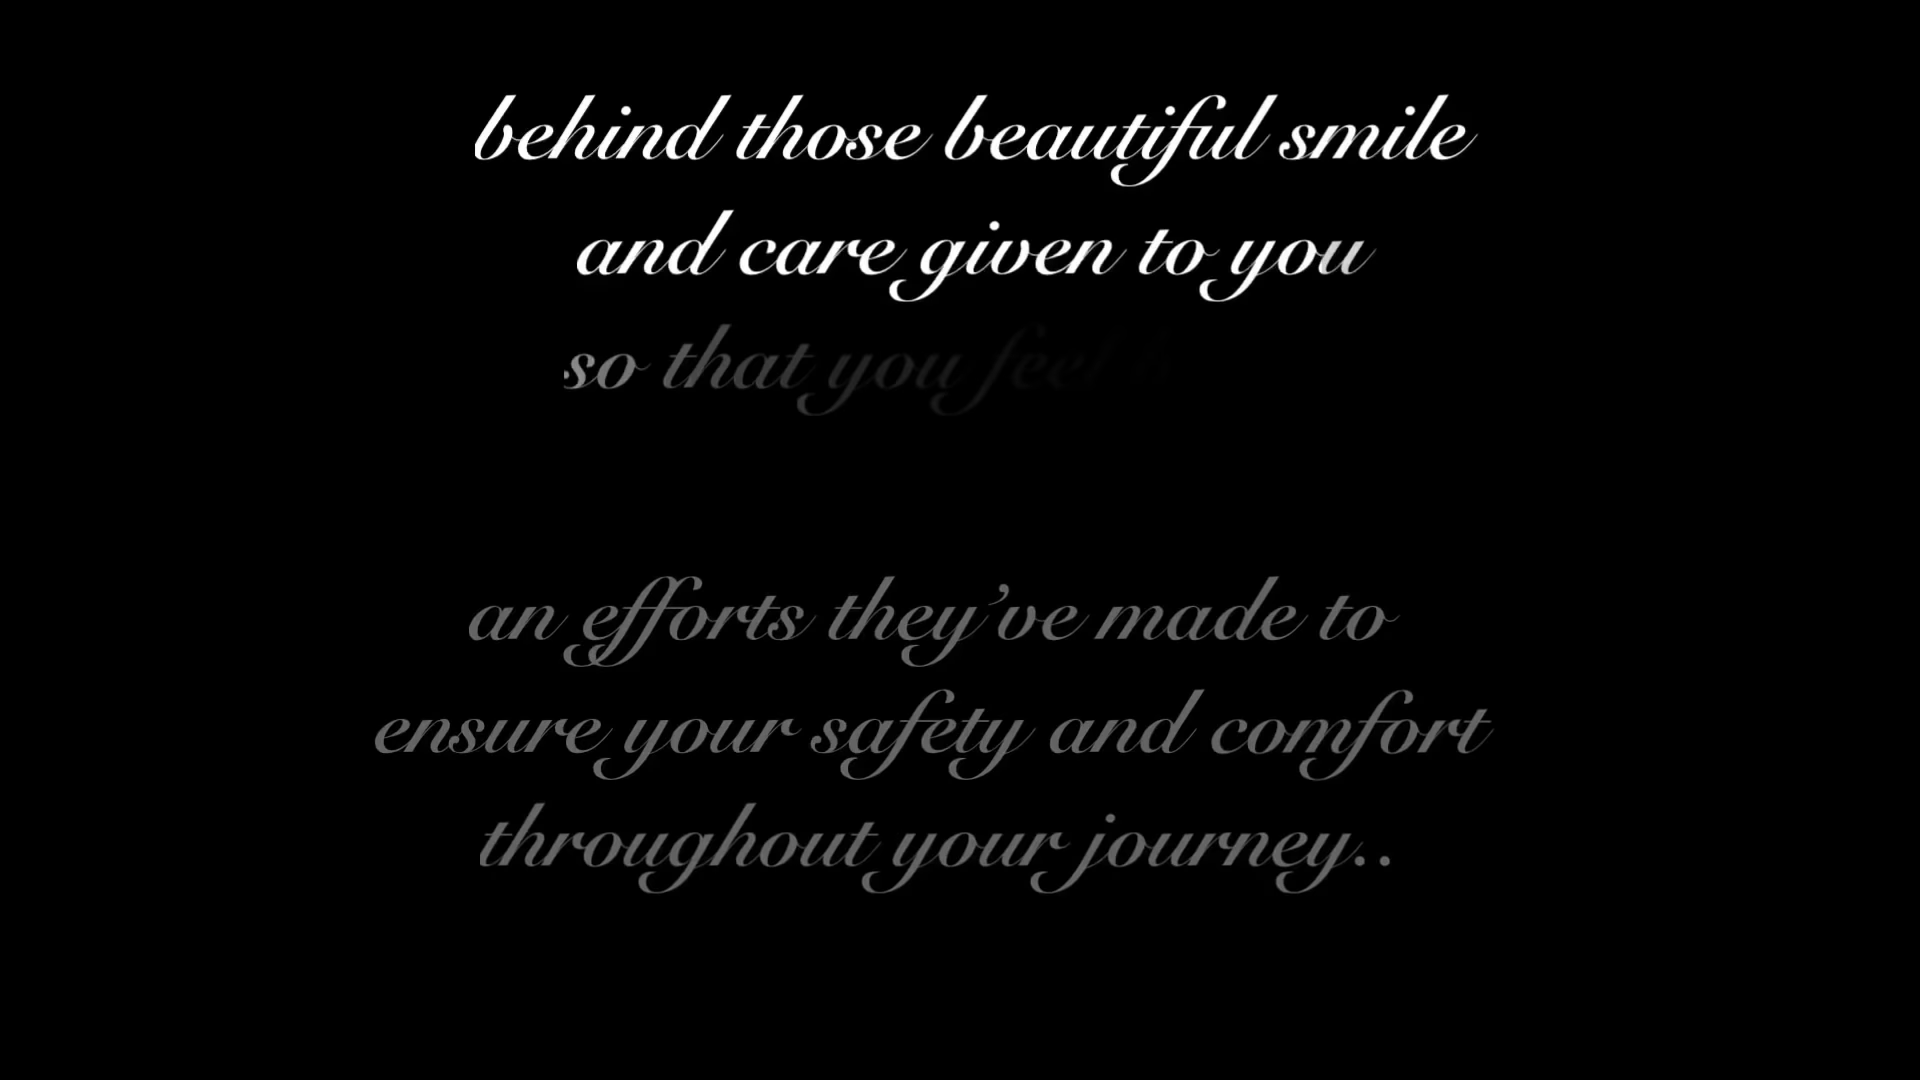 behind those beautiful smile
and care given to you
so that you feel
an efforts they've made to
ensure your safety and comfort
throughout your journey..